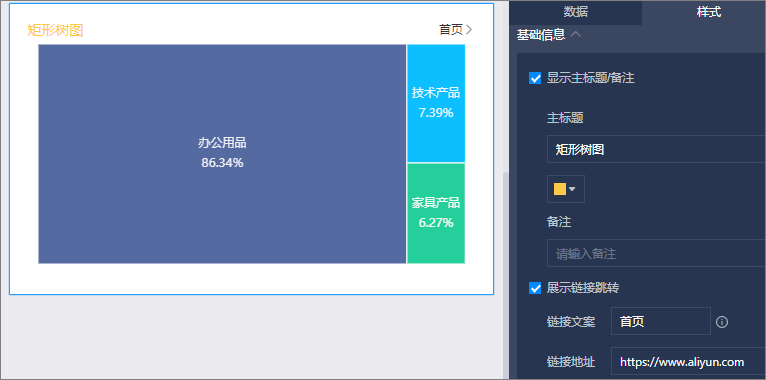 矩形树图
首页
办公用品
86.34%
技术产品
7.39%
家具产品
6.27%
数据
样式
基础信息
显示主标题/备注
主标题
矩形树图
备注
请输入备注
展示链接跳转
链接文案
首页
链接地址
https://www.aliyun.com